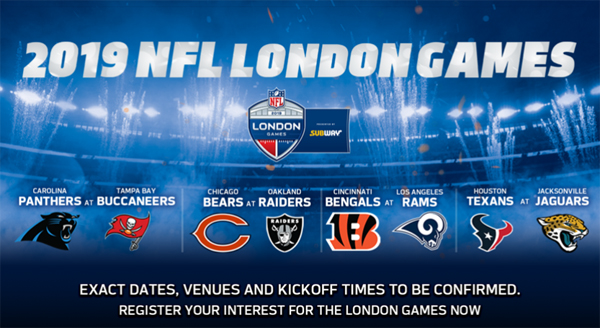 2019 NFL LONDON GAMES
NFL
2019
LONDON
GAMES
PRESENTED BY
SUBWAY
CAROLINA
PANTHERS AT
TAMPA BAY
BUCCANEERS
CHICAGO
BEARS AT
OAKLAND
RAIDERS
CINCINNATI
BENGALS AT
LOS ANGELES
RAMS
HOUSTON
TEXANS AT
JACKSONVILLE
JAGUARS
RAIDERS
B
EXACT DATES, VENUES AND KICKOFF TIMES TO BE CONFIRMED.
REGISTER YOUR INTEREST FOR THE LONDON GAMES NOW